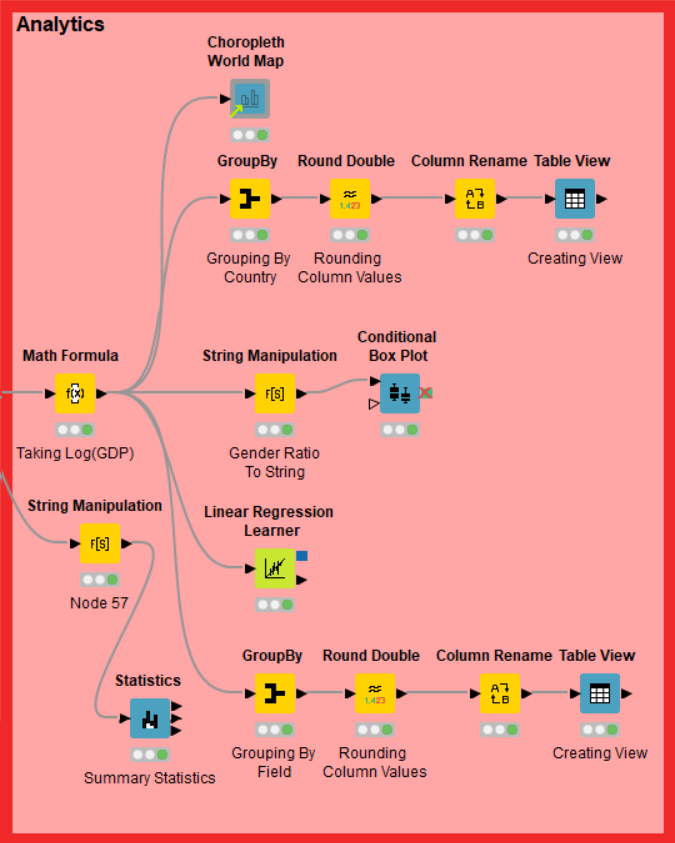 Analytics
Choropleth
World Map
GroupBy
Round Double
Column Rename
Table View
1.423
A
B
Grouping By
Country
Rounding
Column Values
Creating View
Math Formula
f(x)
Taking Log(GDP)
String Manipulation
F[S]
Gender Ratio
To String
Conditional
Box Plot
String Manipulation
F[S]
Node 57
Linear Regression
Learner
Statistics
Summary Statistics
GroupBy
Round Double
Column Rename
Table View
1.423
A
B
Grouping By
Field
Rounding
Column Values
Creating View